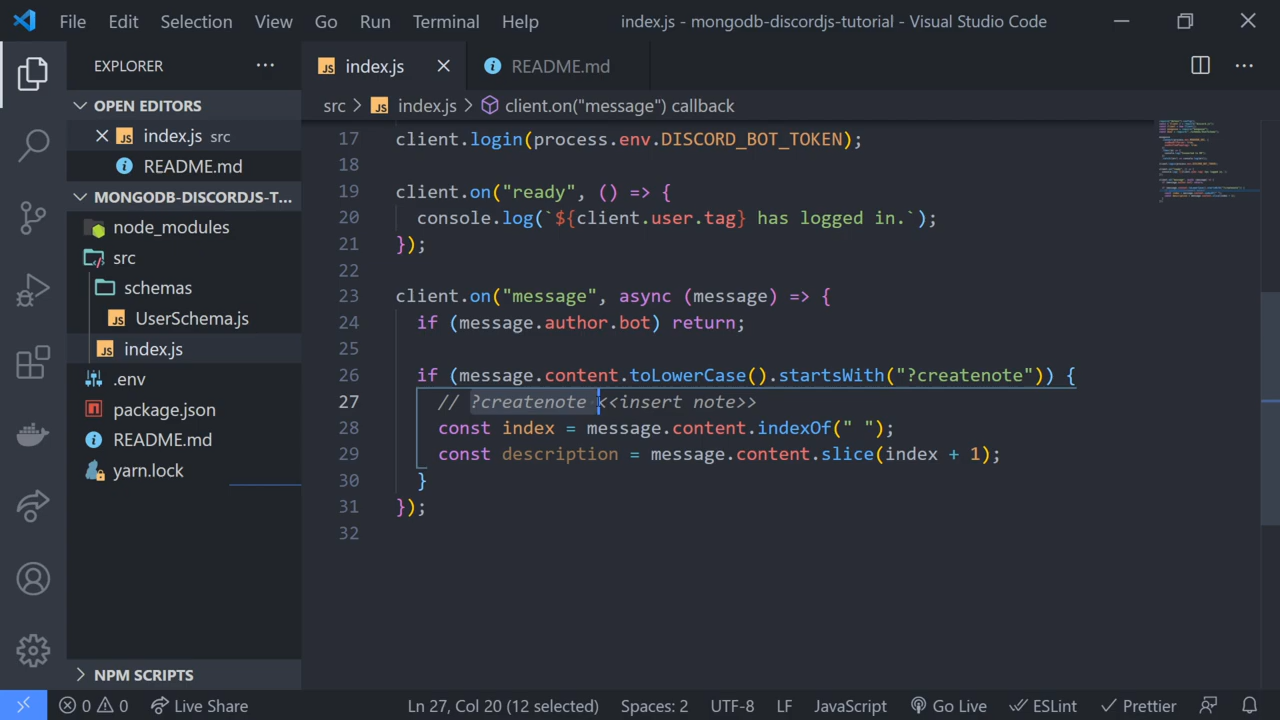 File Edit Selection View Go Run Terminal Help index.js - mongodb-discordjs-tutorial - Visual Studio Code
EXPLORER
OPEN EDITORS
index.js src
README.md
MONGODB-DISCORDJS-T...
node_modules
src
schemas
UserSchema.js
index.js
.env
package.json
README.md
yarn.lock
NPM SCRIPTS
index.js README.md
src > index.js > client.on("message") callback
17 client.login(process.env.DISCORD_BOT_TOKEN);
18
19 client.on("ready", () => {
20 console.log(`${client.user.tag} has logged in.`);
21 });
22
23 client.on("message", async (message) => {
24 if (message.author.bot) return;
25
26 if (message.content.toLowerCase().startsWith("?createnote")) {
27 // ?createnote <<insert note>>
28 const index = message.content.indexOf(" ");
29 const description = message.content.slice(index + 1);
30 }
31 });
32
0 0 Live Share Ln 27, Col 20 (12 selected) Spaces: 2 UTF-8 LF JavaScript Go Live ESLint Prettier